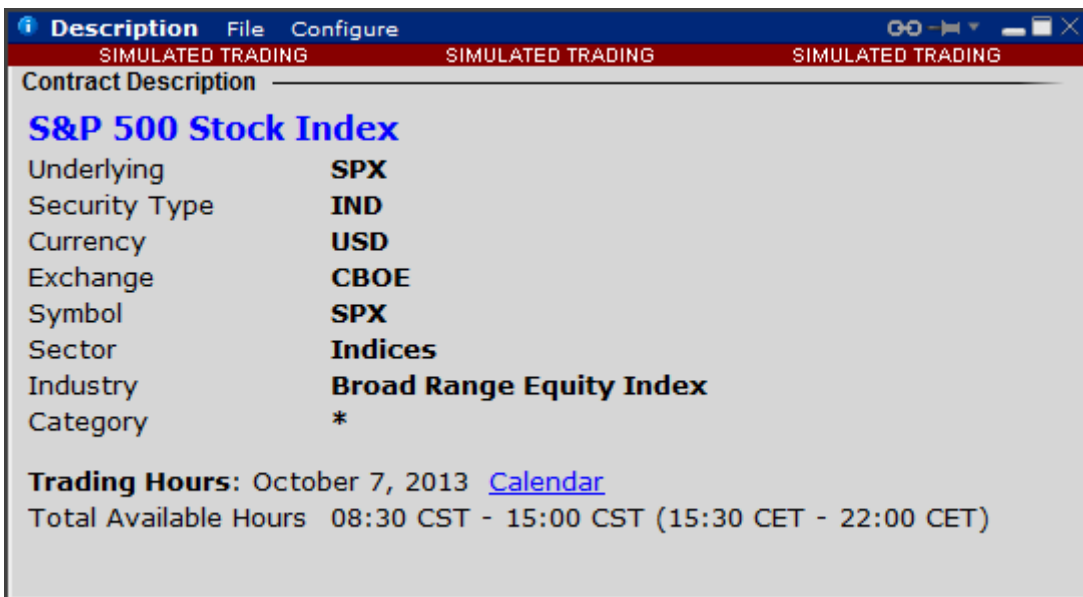 Description File Configure
SIMULATED TRADING SIMULATED TRADING SIMULATED TRADING
Contract Description
S&P 500 Stock Index
Underlying SPX
Security Type IND
Currency USD
Exchange CBOE
Symbol SPX
Sector Indices
Industry Broad Range Equity Index
Category *
Trading Hours: October 7, 2013 Calendar
Total Available Hours 08:30 CST - 15:00 CST (15:30 CET - 22:00 CET)